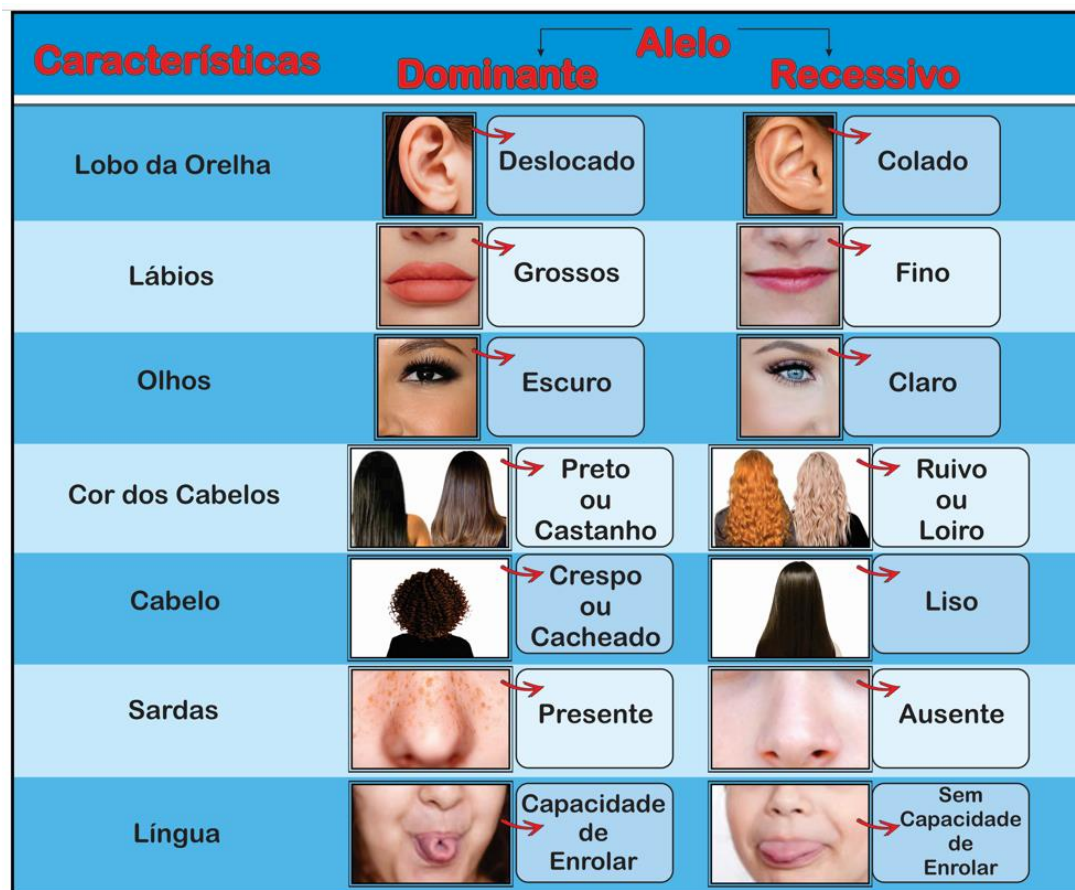 Alelo
Características
Dominante
Recessivo
Lobo da Orelha
Deslocado
Colado
Lábios
Grossos
Fino
Olhos
Escuro
Claro
Cor dos Cabelos
Preto
ou
Castanho
Ruivo
ou
Loiro
Cabelo
Crespo
ou
Cacheado
Liso
Sardas
Presente
Ausente
Língua
Capacidade
de
Enrolar
Sem
Capacidade
de
Enrolar